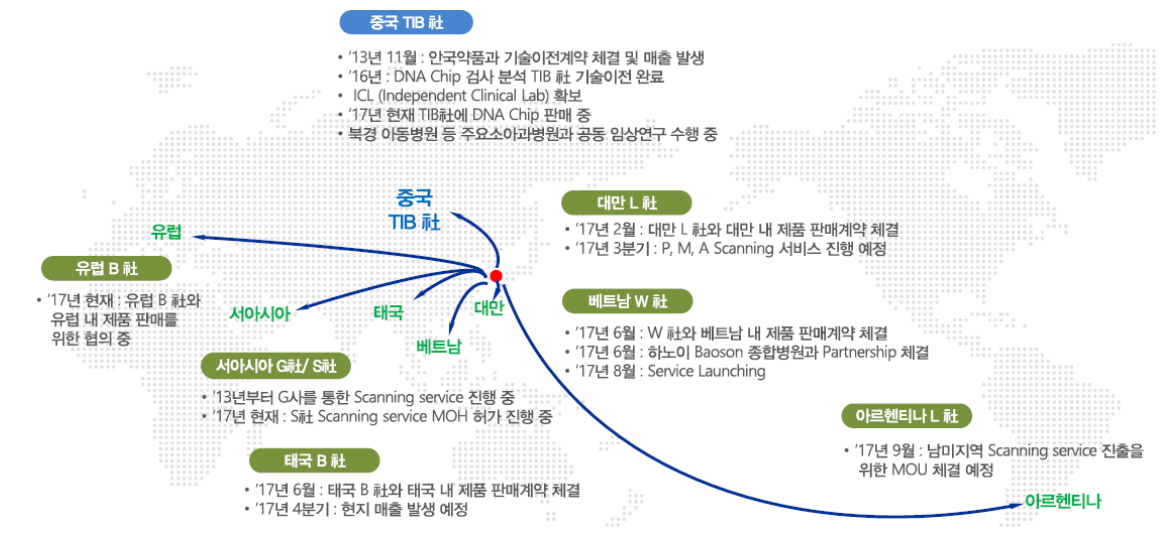 중국 TIB 社
• '13년 11월 : 안국약품과 기술이전계약 체결 및 매출 발생
• '16년 : DNA Chip 검사 분석 TIB 社 기술이전 완료
• ICL (Independent Clinical Lab) 확보
• '17년 현재 TIB社에 DNA Chip 판매 중
• 북경 아동병원 등 주요소아과병원과 공동 임상연구 수행 중
중국
TIB 社
유럽
유럽 B 社
• '17년 현재 : 유럽 B 社와
유럽 내 제품 판매를
위한 협의 중
서아시아
태국
대만
베트남
대만 L 社
• '17년 2월 : 대만 L 社와 대만 내 제품 판매계약 체결
• '17년 3분기 : P, M, A Scanning 서비스 진행 예정
베트남 W 社
• '17년 6월 : W 社와 베트남 내 제품 판매계약 체결
• '17년 6월 : 하노이 Baoson 종합병원과 Partnership 체결
• '17년 8월 : Service Launching
서아시아 G社/ S社
• '13년부터 G사를 통한 Scanning service 진행 중
• '17년 현재 : S社 Scanning service MOH 허가 진행 중
태국 B 社
• '17년 6월 : 태국 B 社와 태국 내 제품 판매계약 체결
• '17년 4분기 : 현지 매출 발생 예정
아르헨티나 L 社
• '17년 9월 : 남미지역 Scanning service 진출을
위한 MOU 체결 예정
아르헨티나